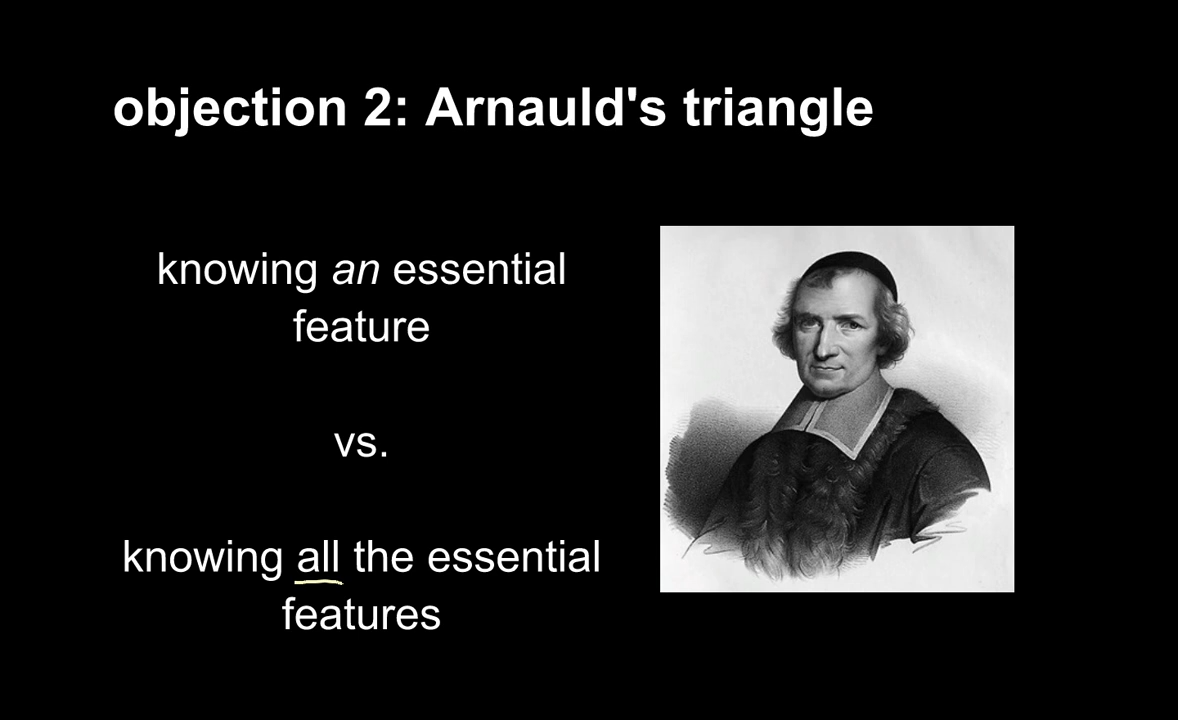 objection 2: Arnauld's triangle
knowing an essential
feature
vs.
knowing all the essential
features